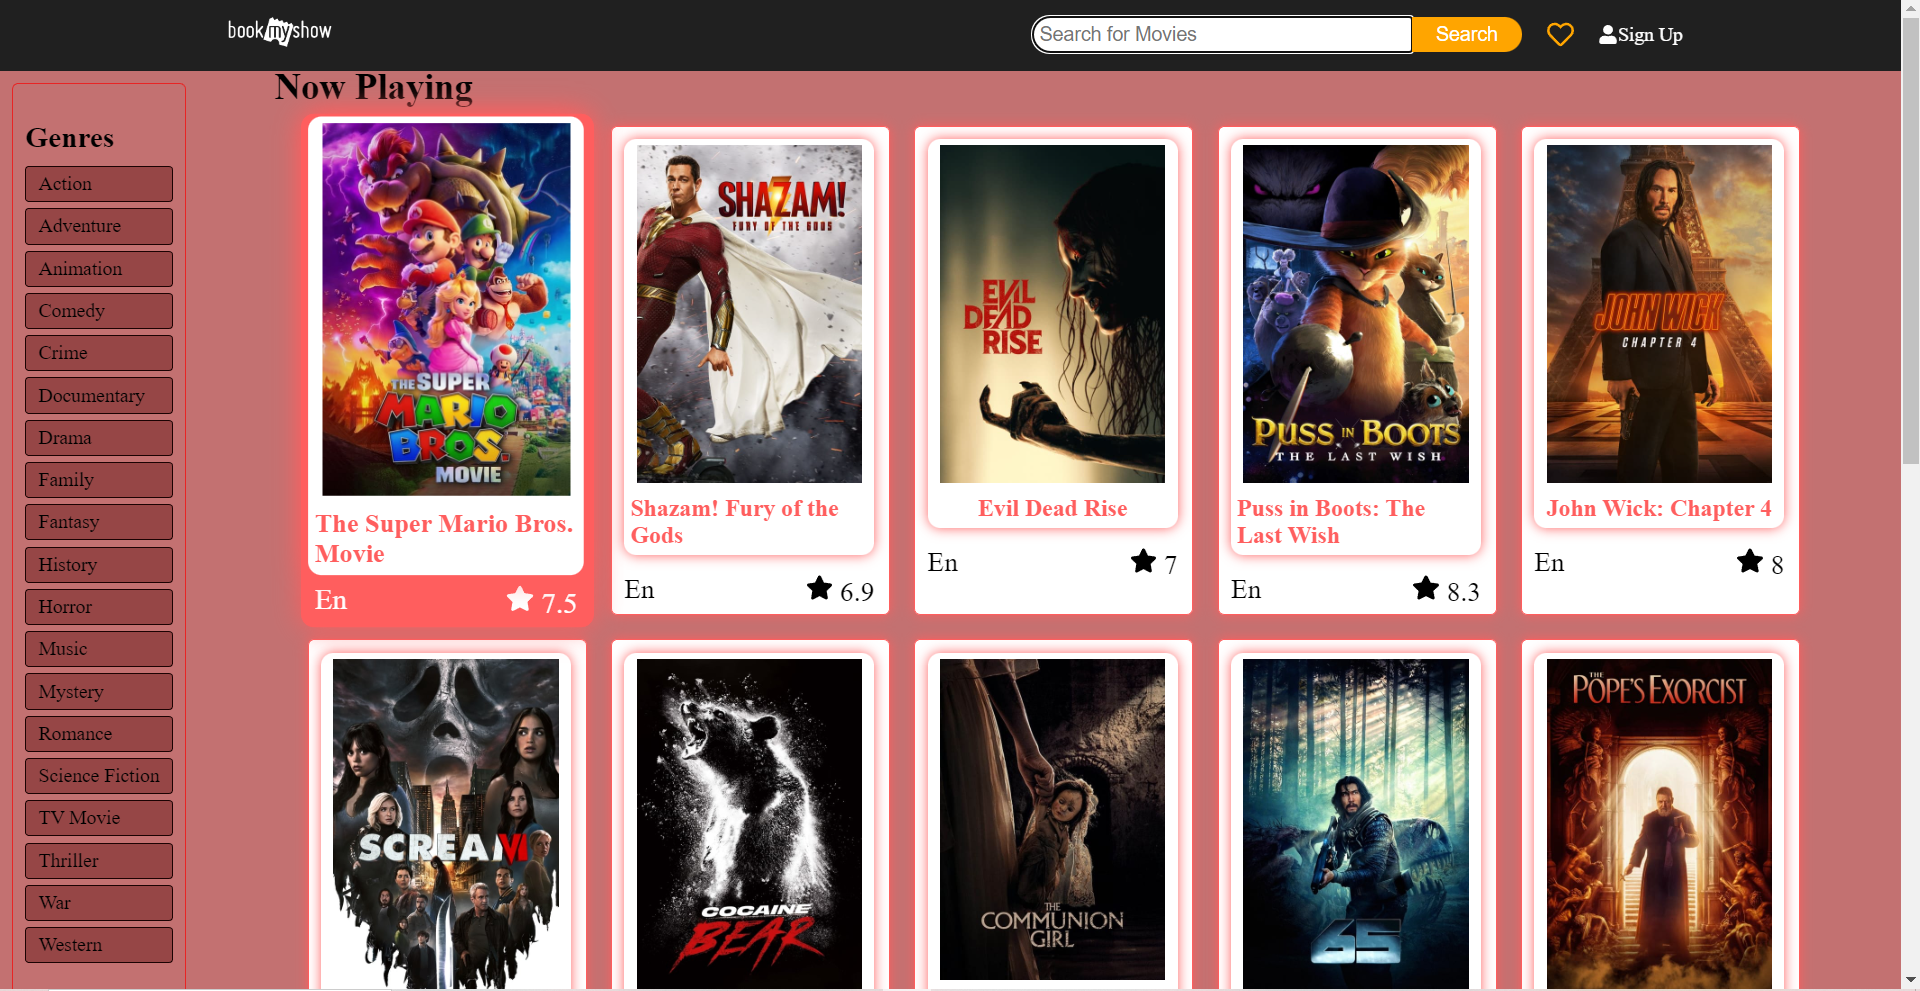 bookmyshow
Search for Movies
Search
Sign Up
Now Playing
Genres
Action
Adventure
Animation
Comedy
Crime
Documentary
Drama
Family
Fantasy
History
Horror
Music
Mystery
Romance
Science Fiction
TV Movie
Thriller
War
Western
THE SUPER
MARIO
BROS.
MOVIE
The Super Mario Bros.
Movie
En
7.5
SHAZAM!
FURY OF THE GODS
Shazam! Fury of the
Gods
En
6.9
EVIL
DEAD
RISE
Evil Dead Rise
En
7
PUSS IN BOOTS
THE LAST WISH
Puss in Boots: The
Last Wish
En
8.3
JOHN WICK
CHAPTER 4
John Wick: Chapter 4
En
8
SCREAM VI
COCAINE
BEAR
THE
COMMUNION
GIRL
65
THE
POPE'S EXORCIST